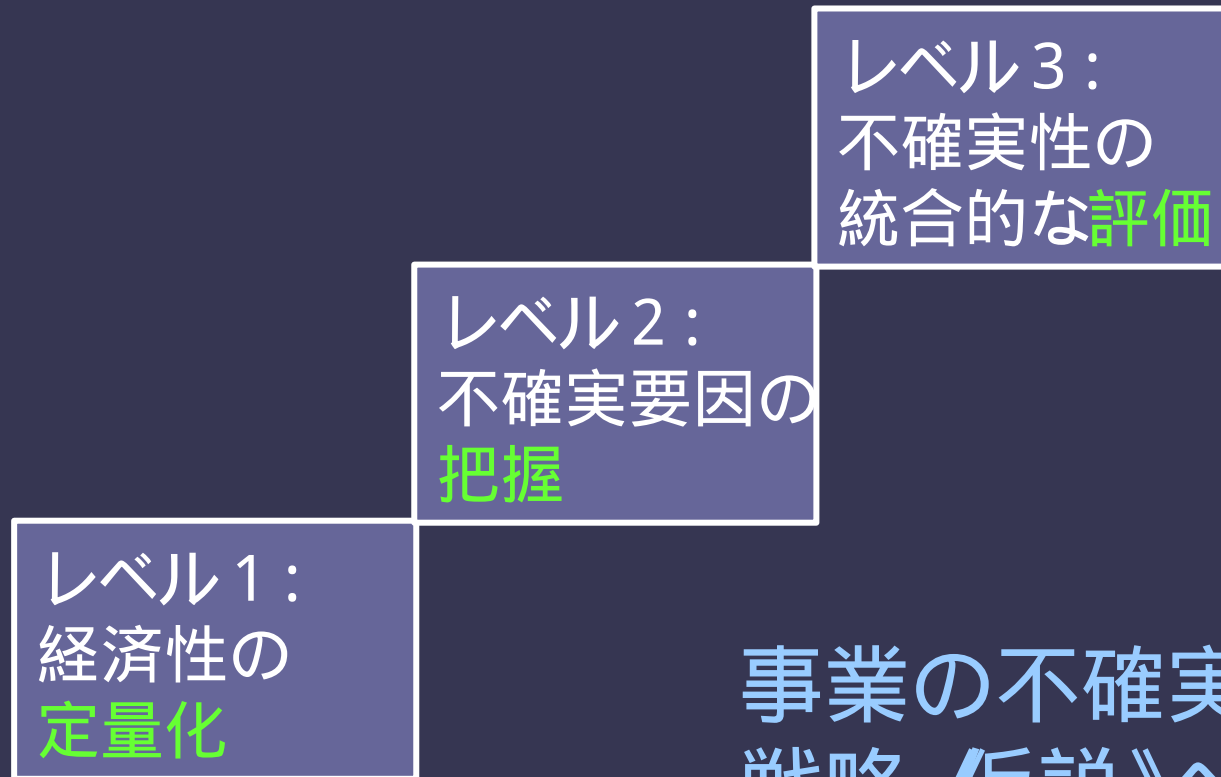 レベル3：
不確実性の
統合的な評価
レベル2：
不確実要因の
把握
レベル1：
経済性の
定量化
事業の不確実
戦略